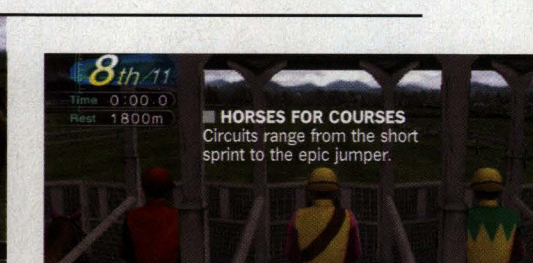 8th/11
Time 0:00.0
Rest 1800m
HORSES FOR COURSES
Circuits range from the short
sprint to the epic jumper.